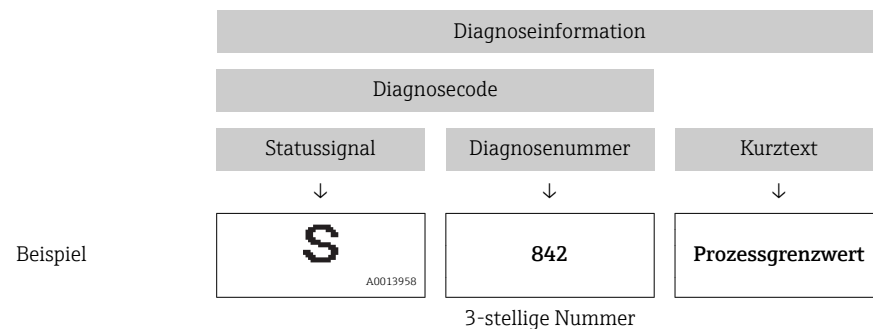 Diagnoseinformation
Diagnosecode
Statussignal Diagnosenummer Kurztext
↓ ↓ ↓
Beispiel S 842 Prozessgrenzwert
A0013958
3-stellige Nummer